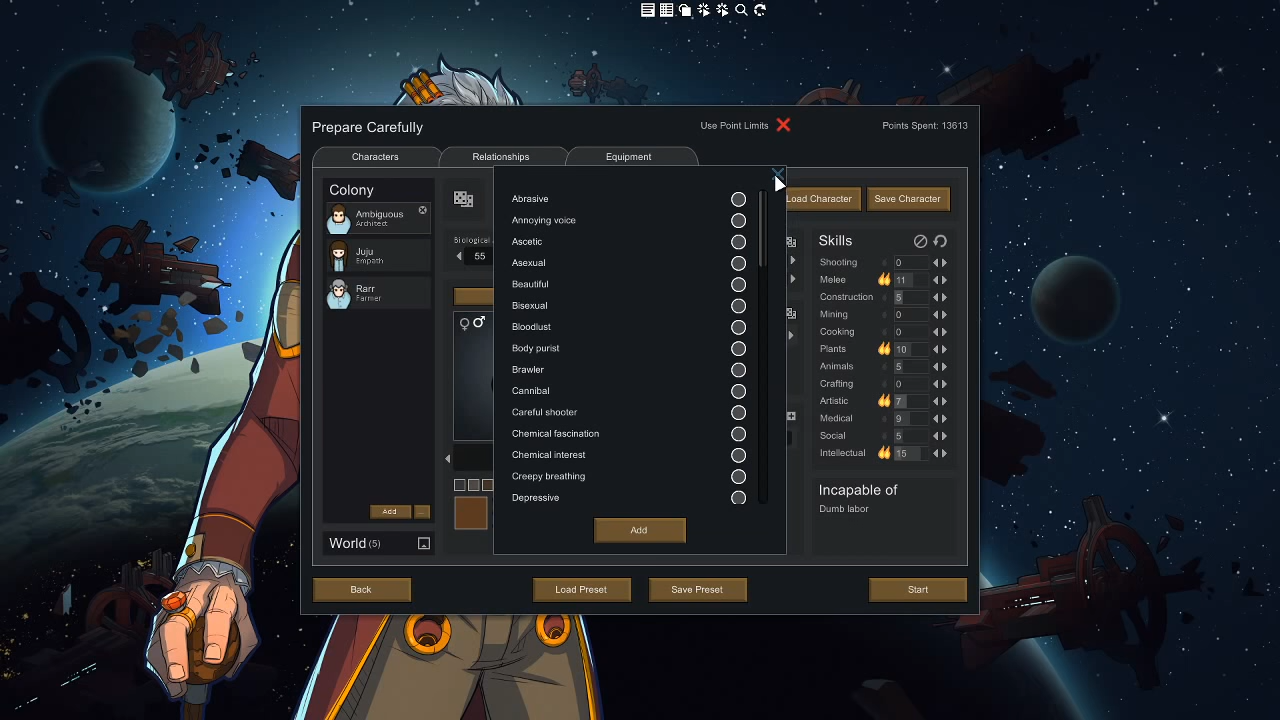 Prepare Carefully
Use Point Limits
Points Spent: 13613
Characters
Relationships
Equipment
Colony
Ambiguous
Architect
Juju
Empath
Rarr
Farmer
Add
...
World (5)
Biological
55
Abrasive
Annoying voice
Ascetic
Asexual
Beautiful
Bisexual
Bloodlust
Body purist
Brawler
Cannibal
Careful shooter
Chemical fascination
Chemical interest
Creepy breathing
Depressive
Add
Load Character
Save Character
Skills
Shooting 0
Melee 11
Construction 5
Mining 0
Cooking 0
Plants 10
Animals 5
Crafting 0
Artistic 7
Medical 9
Social 5
Intellectual 15
Incapable of
Dumb labor
Back
Load Preset
Save Preset
Start